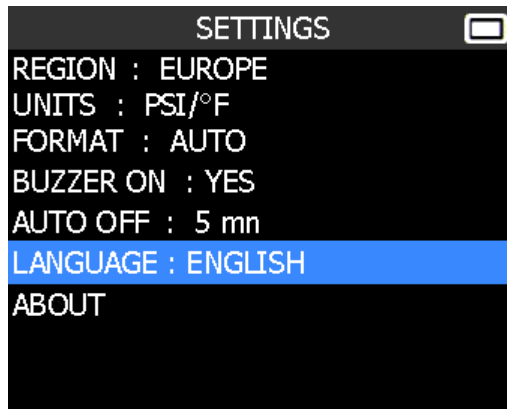 SETTINGS
REGION : EUROPE
UNITS : PSI/°F
FORMAT : AUTO
BUZZER ON : YES
AUTO OFF : 5 mn
LANGUAGE : ENGLISH
ABOUT